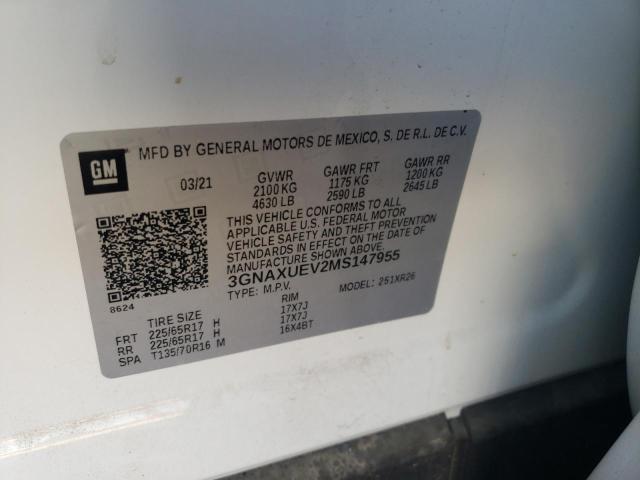 GM
MFD BY GENERAL MOTORS DE MEXICO, S. DE R.L. DE C.V.
03/21 GVWR GAWR FRT GAWR RR
2100 KG 1175 KG 1200 KG
4630 LB 2590 LB 2645 LB
THIS VEHICLE CONFORMS TO ALL
APPLICABLE U.S. FEDERAL MOTOR
VEHICLE SAFETY AND THEFT PREVENTION
STANDARDS IN EFFECT ON THE DATE OF
MANUFACTURE SHOWN ABOVE.
3GNAXUEV2MS147955
TYPE: M.P.V. MODEL: 251XR26
8624
TIRE SIZE RIM
FRT 225/65R17 H 17X7J
RR 225/65R17 H 17X7J
SPA T135/70R16 M 16X4BT